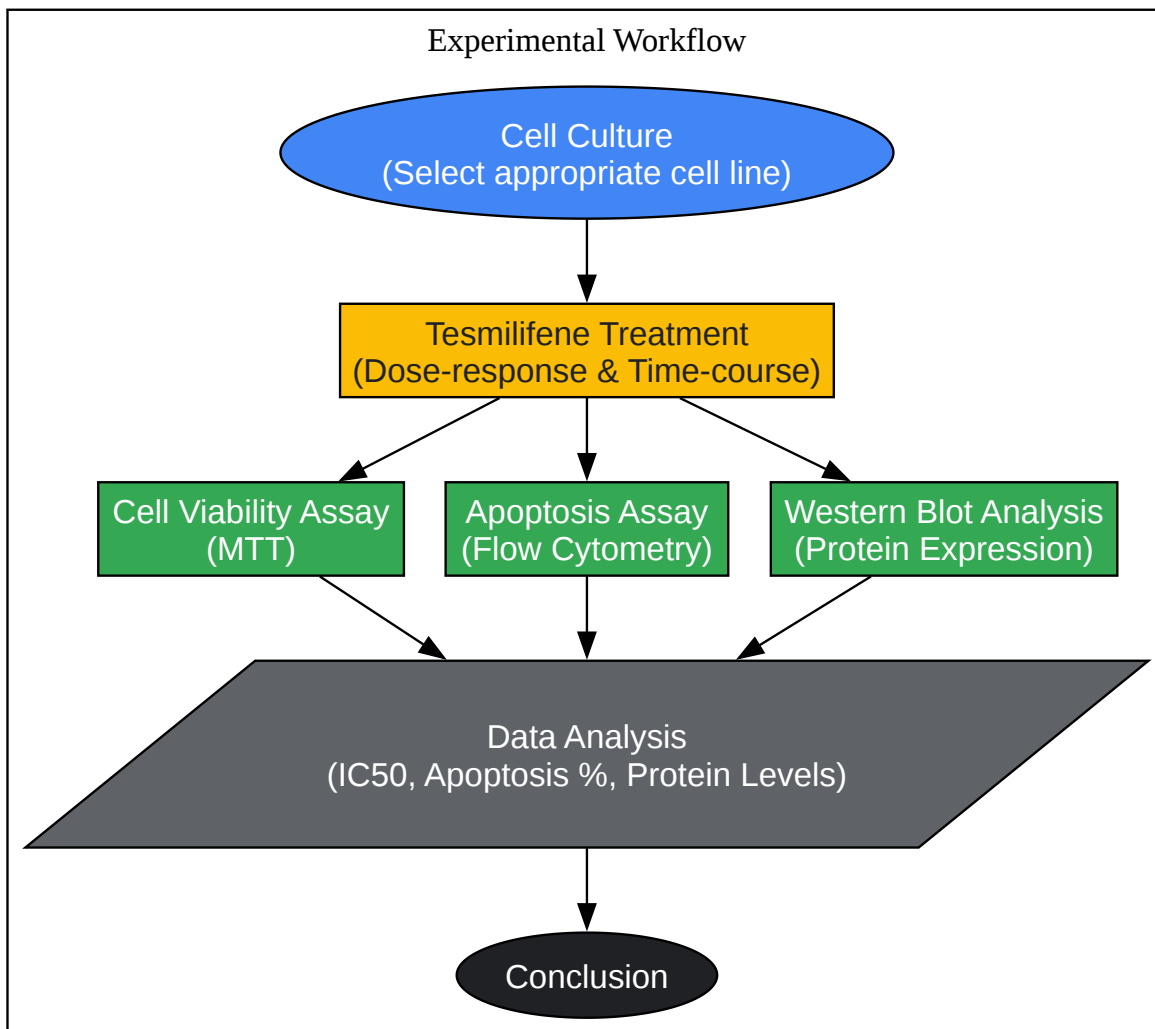 Experimental Workflow
Cell Culture
(Select appropriate cell line)
Tesmilifene Treatment
(Dose-response & Time-course)
Cell Viability Assay
(MTT)
Apoptosis Assay
(Flow Cytometry)
Western Blot Analysis
(Protein Expression)
Data Analysis
(IC50, Apoptosis %, Protein Levels)
Conclusion